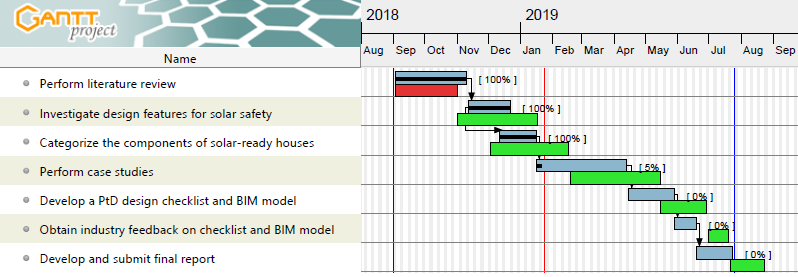 GANTT
project
2018 2019
Name Aug Sep Oct Nov Dec Jan Feb Mar Apr May Jun Jul Aug Sep
Perform literature review [ 100% ]
Investigate design features for solar safety [ 100% ]
Categorize the components of solar-ready houses [ 100% ]
Perform case studies [ 5% ]
Develop a PtD design checklist and BIM model [ 0% ]
Obtain industry feedback on checklist and BIM model [ 0% ]
Develop and submit final report [ 0% ]